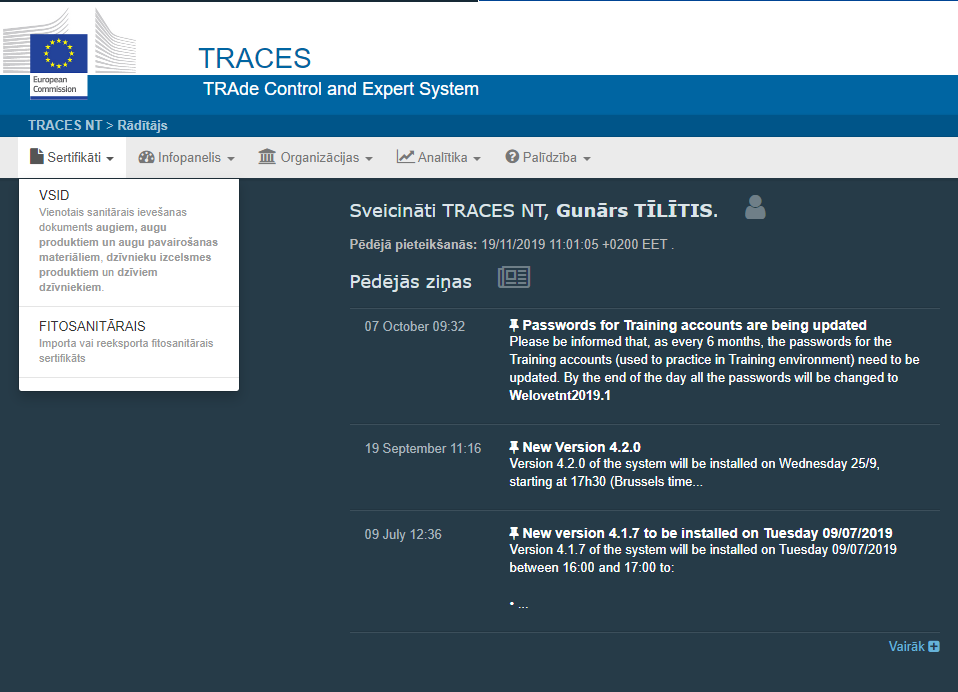 European
Commission
TRACES
TRAde Control and Expert System
TRACES NT > Rādītājs
Sertifikāti
Infopanelis
Organizācijas
Analītika
Palīdzība
VSID
Vienotais sanitārais ievešanas
dokuments augiem, augu
produktiem un augu pavairošanas
materiāliem, dzīvnieku izcelsmes
produktiem un dzīviem
dzīvniekiem.
FITOSANITĀRAIS
Importa vai reeksporta fitosanitārais
sertifikāts
Sveicināti TRACES NT, Gunārs TĪLĪTIS.
Pēdējā pieteikšanās: 19/11/2019 11:01:05 +0200 EET .
Pēdējās ziņas
07 October 09:32
Passwords for Training accounts are being updated
Please be informed that, as every 6 months, the passwords for the
Training accounts (used to practice in Training environment) need to be
updated. By the end of the day all the passwords will be changed to
Welovetnt2019.1
19 September 11:16
New Version 4.2.0
Version 4.2.0 of the system will be installed on Wednesday 25/9,
starting at 17h30 (Brussels time...
09 July 12:36
New version 4.1.7 to be installed on Tuesday 09/07/2019
Version 4.1.7 of the system will be installed on Tuesday 09/07/2019
between 16:00 and 17:00 to:
• ...
Vairāk